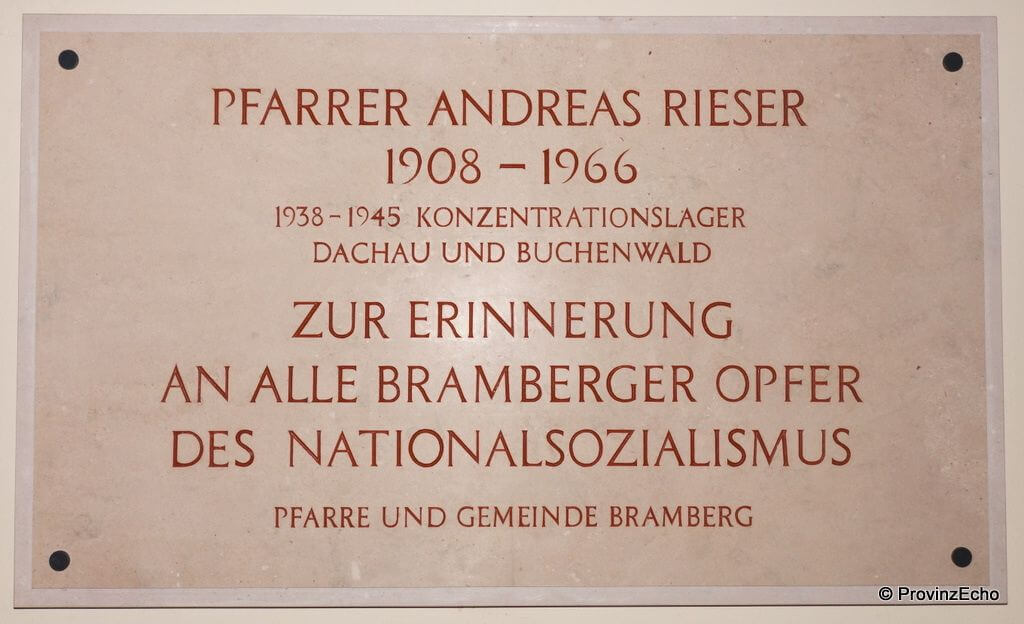 PFARRER ANDREAS RIESER
1908 – 1966
1938 – 1945 KONZENTRATIONSLAGER
DACHAU UND BUCHENWALD
ZUR ERINNERUNG
AN ALLE BRAMBERGER OPFER
DES NATIONALSOZIALISMUS
PFARRE UND GEMEINDE BRAMBERG
© ProvinzEcho